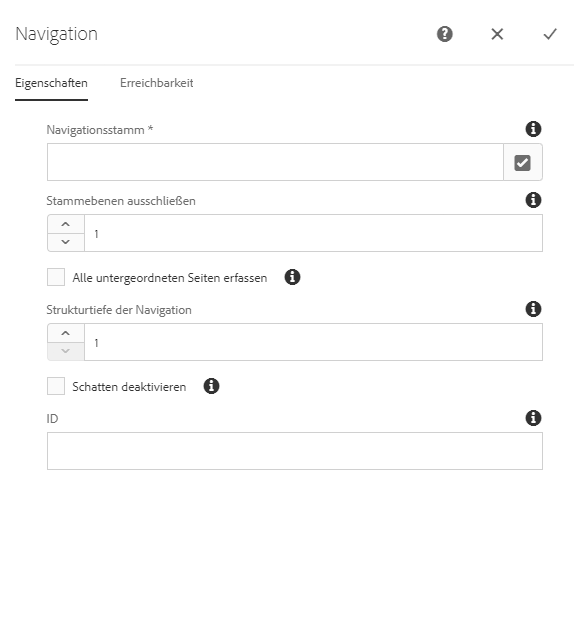 Navigation
Eigenschaften Erreichbarkeit
Navigationsstamm *
Stammebenen ausschließen
1
Alle untergeordneten Seiten erfassen
Strukturtiefe der Navigation
1
Schatten deaktivieren
ID